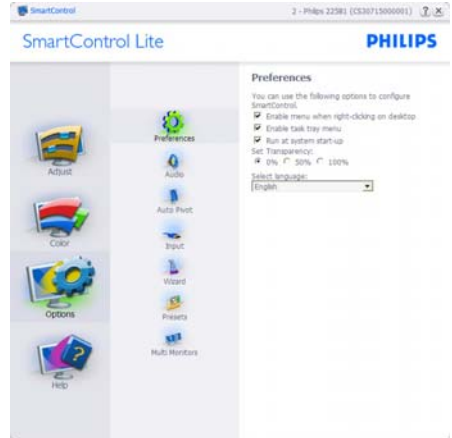 SmartControl
2 - Philips 225B1 (CS30715000001)
SmartControl Lite
PHILIPS
Adjust
Color
Options
Help
Preferences
Audio
Auto Pivot
Input
Wizard
Presets
Multi Monitors
Preferences
You can use the following options to configure
SmartControl.
Enable menu when right-clicking on desktop
Enable task tray menu
Run at system start-up
Set Transparency:
0% 50% 100%
Select language:
English